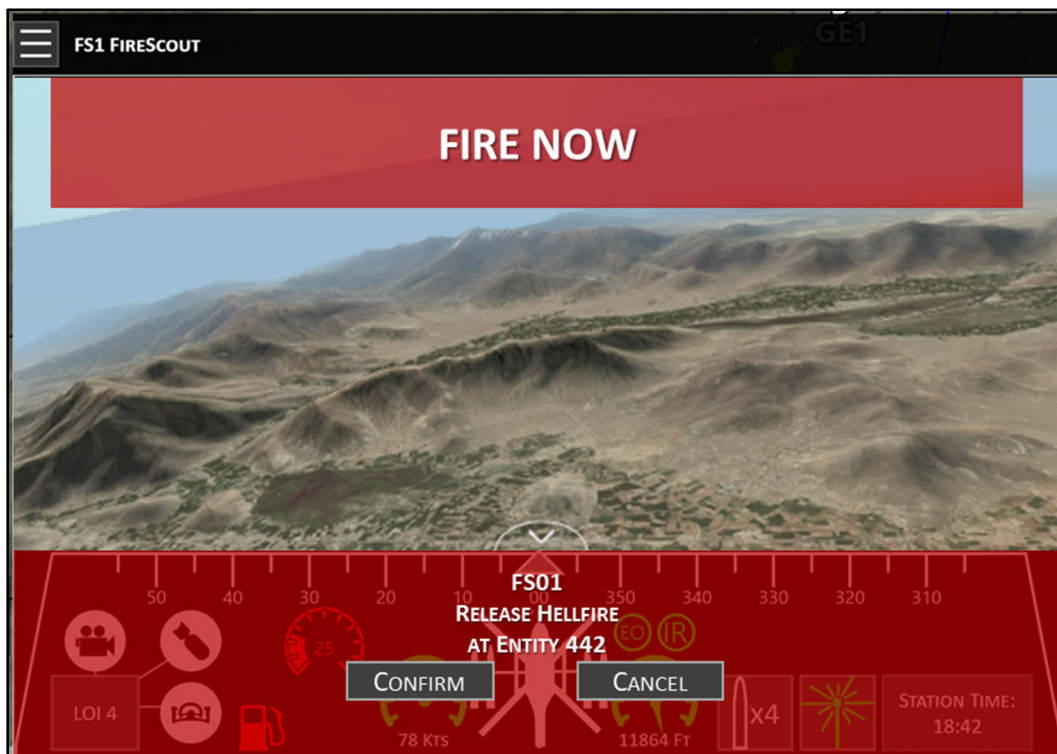 FS1 FIRESCOUT
Kingstiger GE1
FIRE NOW
50 40 30 20 10 00 350 340 330 320 310
FS01
RELEASE HELLFIRE
AT ENTITY 442
25
EO IR
CONFIRM CANCEL
LOI 4
x4
STATION TIME:
18:42
78 KTS
11864 FT